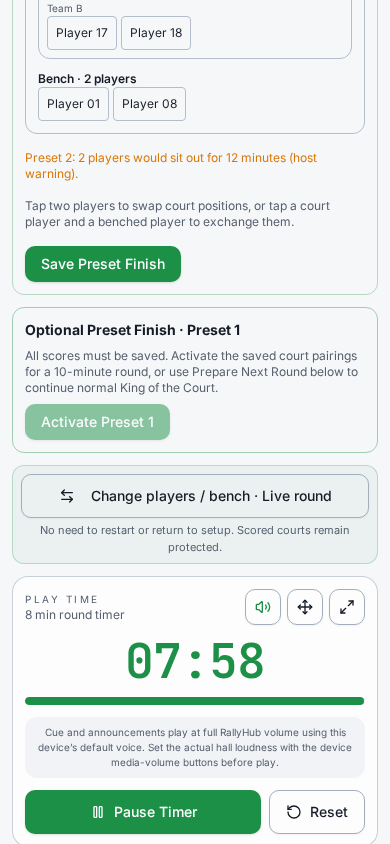 Team B
Player 17
Player 18
Bench · 2 players
Player 01
Player 08
Preset 2: 2 players would sit out for 12 minutes (host
warning).
Tap two players to swap court positions, or tap a court
player and a benched player to exchange them.
Save Preset Finish
Optional Preset Finish · Preset 1
All scores must be saved. Activate the saved court pairings
for a 10-minute round, or use Prepare Next Round below to
continue normal King of the Court.
Activate Preset 1
Change players / bench · Live round
No need to restart or return to setup. Scored courts remain
protected.
PLAY TIME
8 min round timer
07:58
Cue and announcements play at full RallyHub volume using this
device's default voice. Set the actual hall loudness with the device
media-volume buttons before play.
Pause Timer
Reset